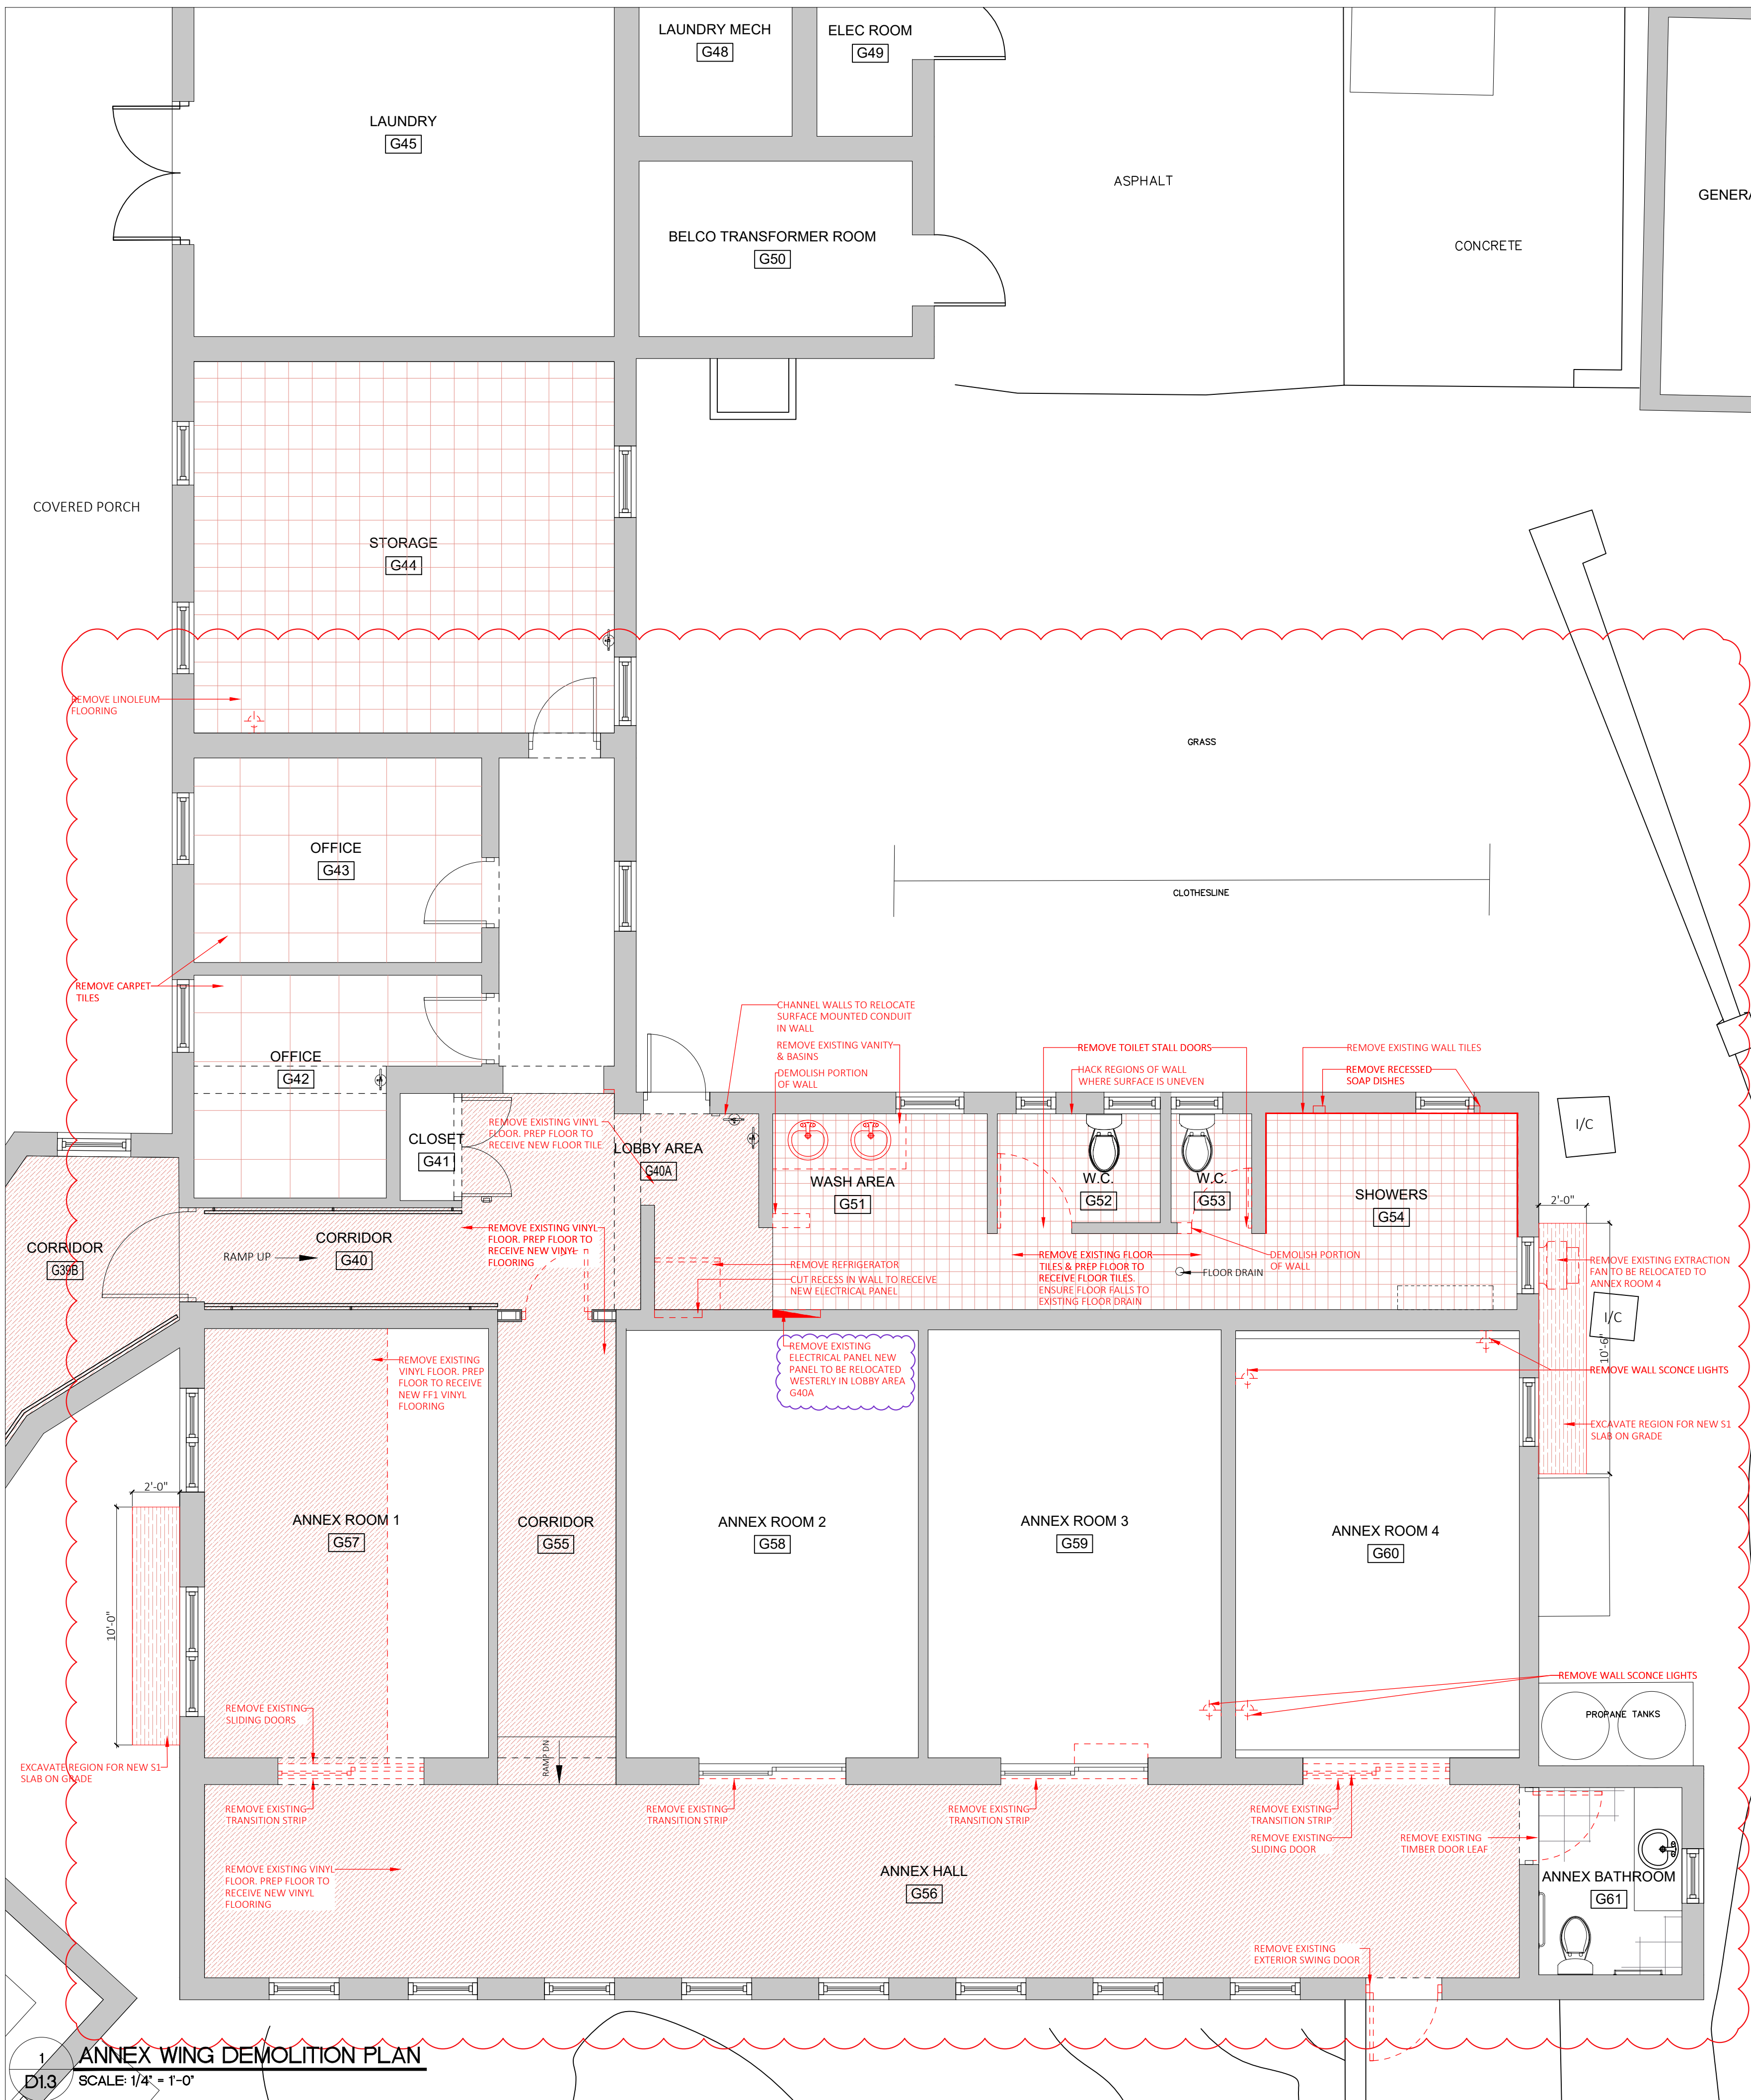 LAUNDRY MECH
G48
ELEC ROOM
G49
LAUNDRY
G45
ASPHALT
GENERA
BELCO TRANSFORMER ROOM
G50
CONCRETE
COVERED PORCH
STORAGE
G44
REMOVE LINOLEUM
FLOORING
GRASS
OFFICE
G43
CLOTHESLINE
REMOVE CARPET
TILES
OFFICE
G42
CHANNEL WALLS TO RELOCATE
SURFACE MOUNTED CONDUIT
IN WALL
REMOVE EXISTING VANITY
& BASINS
DEMOLISH PORTION
OF WALL
REMOVE TOILET STALL DOORS
HACK REGIONS OF WALL
WHERE SURFACE IS UNEVEN
REMOVE EXISTING WALL TILES
REMOVE RECESSED
SOAP DISHES
I/C
CLOSET
G41
REMOVE EXISTING VINYL
FLOOR. PREP FLOOR TO
RECEIVE NEW FLOOR TILE
LOBBY AREA
G40A
WASH AREA
G51
W.C.
G52
W.C.
G53
SHOWERS
G54
2'-0"
CORRIDOR
G39B
RAMP UP
CORRIDOR
G40
REMOVE EXISTING VINYL
FLOOR. PREP FLOOR TO
RECEIVE NEW VINYL
FLOORING
REMOVE REFRIGERATOR
CUT RECESS IN WALL TO RECEIVE
NEW ELECTRICAL PANEL
REMOVE EXISTING FLOOR
TILES & PREP FLOOR TO
RECEIVE FLOOR TILES.
ENSURE FLOOR FALLS TO
EXISTING FLOOR DRAIN
FLOOR DRAIN
DEMOLISH PORTION
OF WALL
REMOVE EXISTING EXTRACTION
FAN TO BE RELOCATED TO
ANNEX ROOM 4
I/C
10'-6"
REMOVE EXISTING
VINYL FLOOR. PREP
FLOOR TO RECEIVE
NEW FF1 VINYL
FLOORING
REMOVE EXISTING
ELECTRICAL PANEL NEW
PANEL TO BE RELOCATED
WESTERLY IN LOBBY AREA
G40A
REMOVE WALL SCONCE LIGHTS
EXCAVATE REGION FOR NEW S1
SLAB ON GRADE
2'-0"
10'-0"
ANNEX ROOM 1
G57
CORRIDOR
G55
ANNEX ROOM 2
G58
ANNEX ROOM 3
G59
ANNEX ROOM 4
G60
REMOVE WALL SCONCE LIGHTS
REMOVE EXISTING
SLIDING DOORS
PROPANE TANKS
RAMP DN
EXCAVATE REGION FOR NEW S1
SLAB ON GRADE
REMOVE EXISTING
TRANSITION STRIP
REMOVE EXISTING
TRANSITION STRIP
REMOVE EXISTING
TRANSITION STRIP
REMOVE EXISTING
TRANSITION STRIP
REMOVE EXISTING
SLIDING DOOR
REMOVE EXISTING
TIMBER DOOR LEAF
REMOVE EXISTING VINYL
FLOOR. PREP FLOOR TO
RECEIVE NEW VINYL
FLOORING
ANNEX HALL
G56
ANNEX BATHROOM
G61
REMOVE EXISTING
EXTERIOR SWING DOOR
1
D1.3
ANNEX WING DEMOLITION PLAN
SCALE: 1/4" = 1'-0"